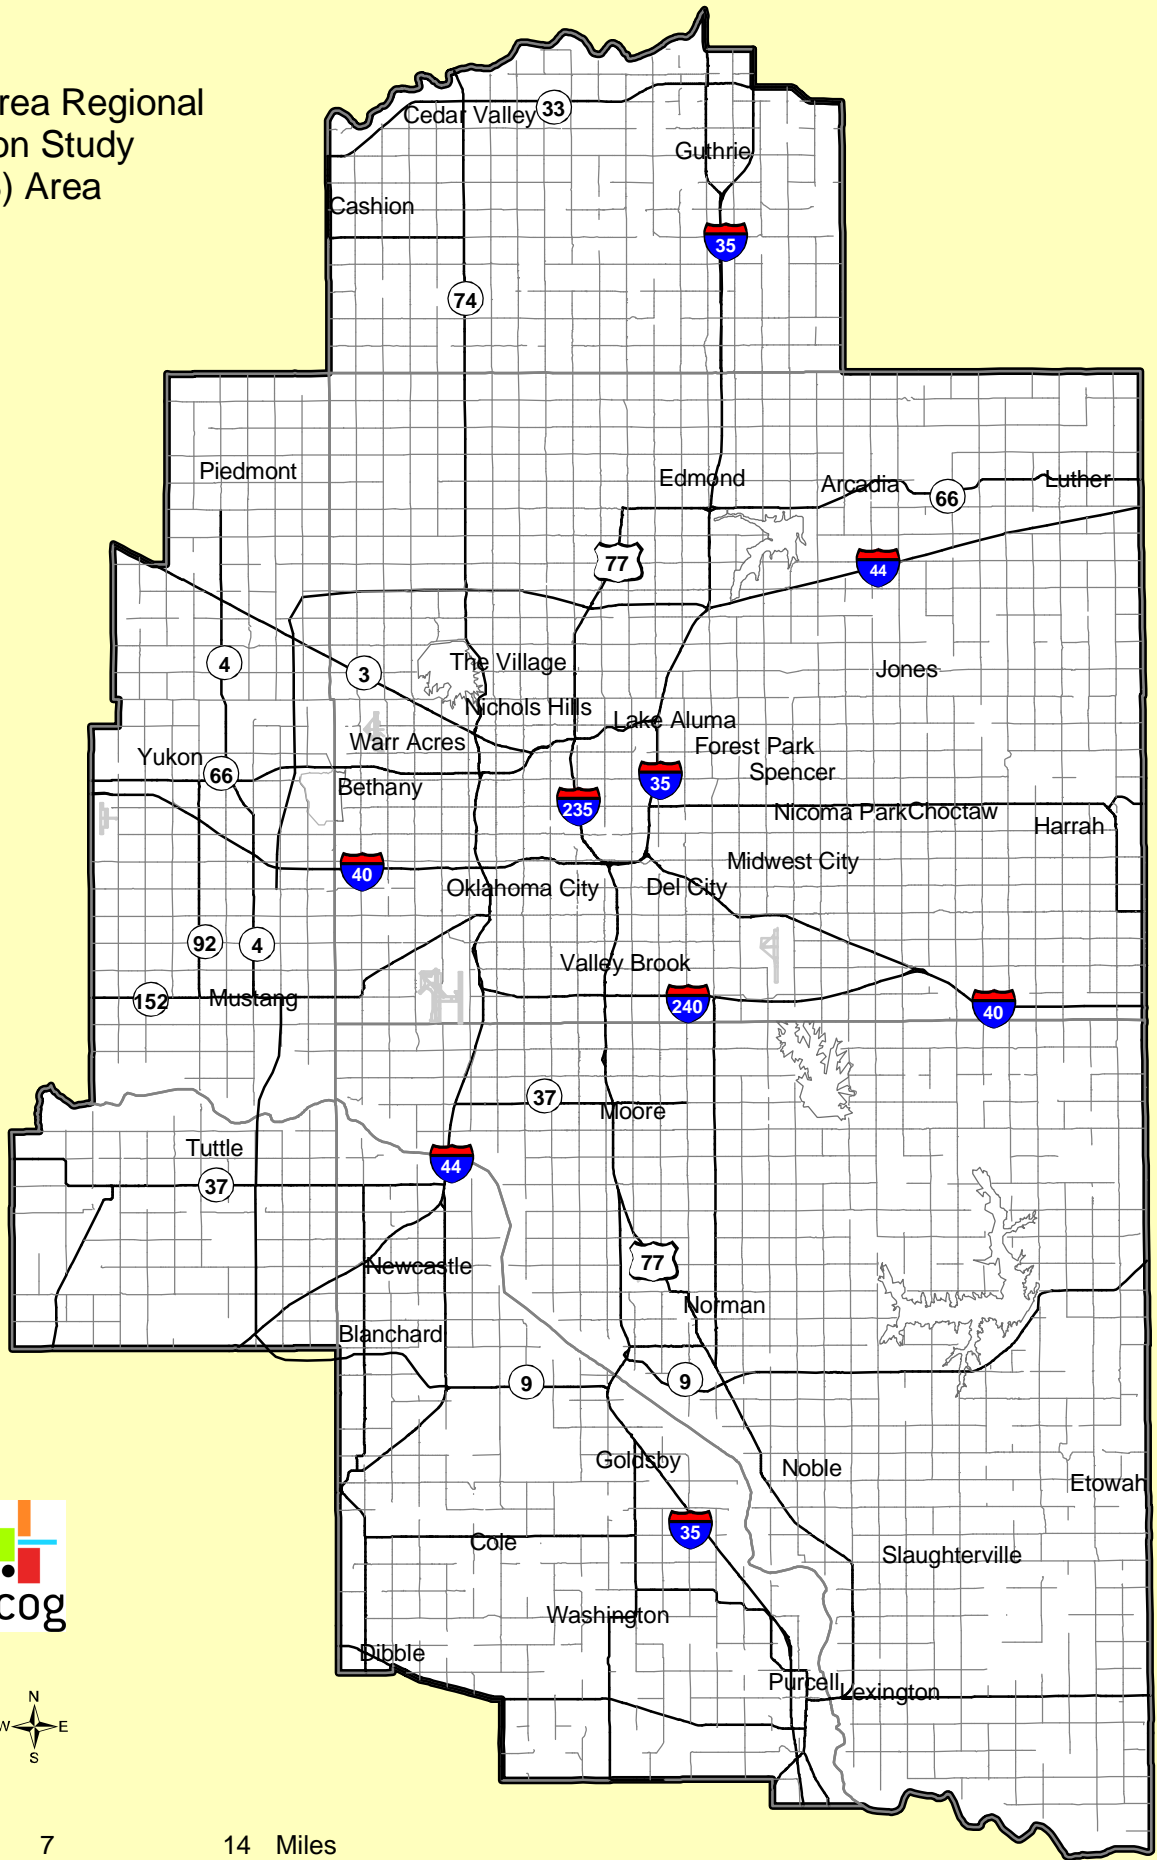 rea Regional
on Study
) Area
Cedar Valley
33
Guthrie
Cashion
35
74
Piedmont
Edmond
Arcadia
66
Luther
77
44
4
3
The Village
Jones
Nichols Hills
Lake Aluma
Warr Acres
Forest Park
Yukon
66
Spencer
Bethany
35
235
Nicoma Park
Choctaw
Harrah
40
Midwest City
Oklahoma City
Del City
92
4
Valley Brook
152
Mustang
240
40
37
Moore
Tuttle
44
37
Newcastle
77
Norman
Blanchard
9
9
Goldsby
Noble
Etowah
35
Cole
Slaughterville
cog
Washington
Dibble
Purcell
Lexington
N
W
E
S
7
14 Miles